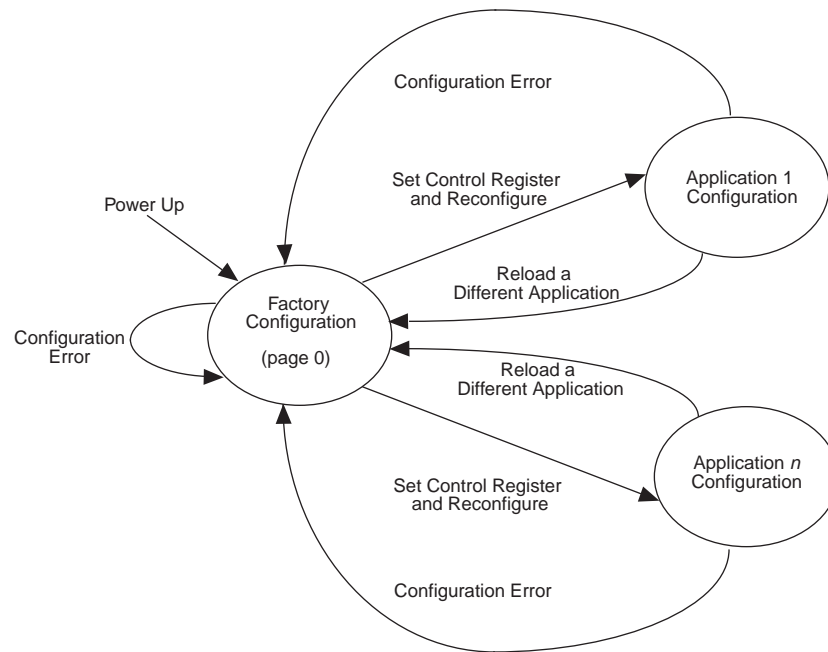 Configuration Error
Set Control Register
and Reconfigure
Application 1
Configuration
Power Up
Reload a
Different Application
Factory
Configuration
(page 0)
Configuration
Error
Reload a
Different Application
Set Control Register
and Reconfigure
Application n
Configuration
Configuration Error